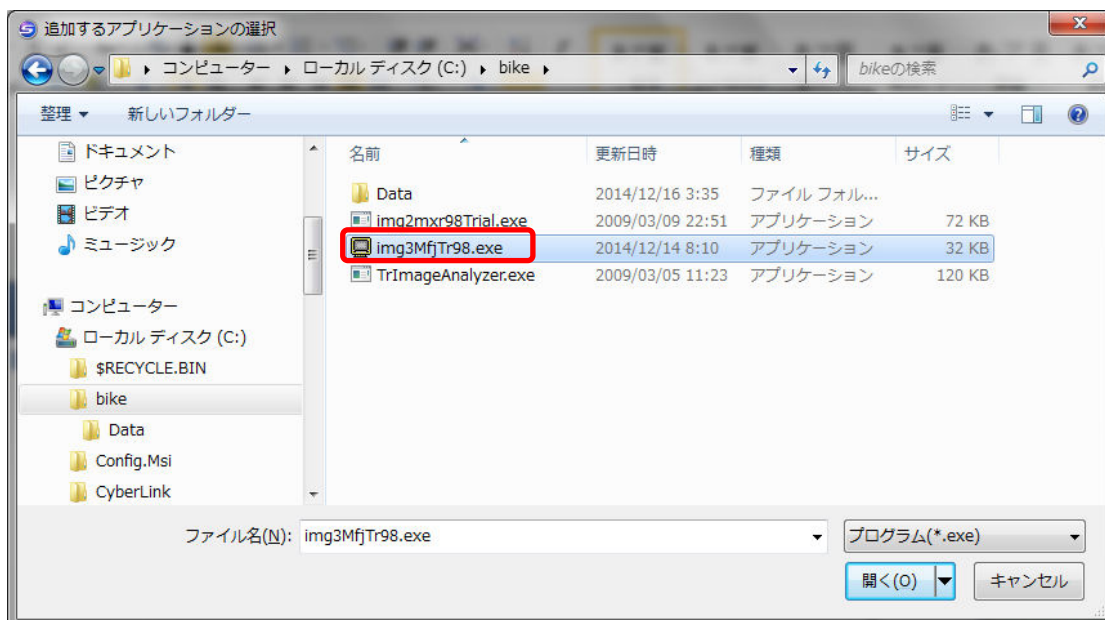 追加するアプリケーションの選択
コンピューター ローカル ディスク (C:) bike bikeの検索
整理 新しいフォルダー
ドキュメント
ピクチャ
ビデオ
ミュージック
コンピューター
ローカル ディスク (C:)
$RECYCLE.BIN
bike
Data
Config.Msi
CyberLink
名前 更新日時 種類 サイズ
Data 2014/12/16 3:35 ファイル フォル...
img2mxr98Trial.exe 2009/03/09 22:51 アプリケーション 72 KB
img3MfjTr98.exe 2014/12/14 8:10 アプリケーション 32 KB
TrImageAnalyzer.exe 2009/03/05 11:23 アプリケーション 120 KB
ファイル名(N): img3MfjTr98.exe プログラム(*.exe)
開く(O) キャンセル